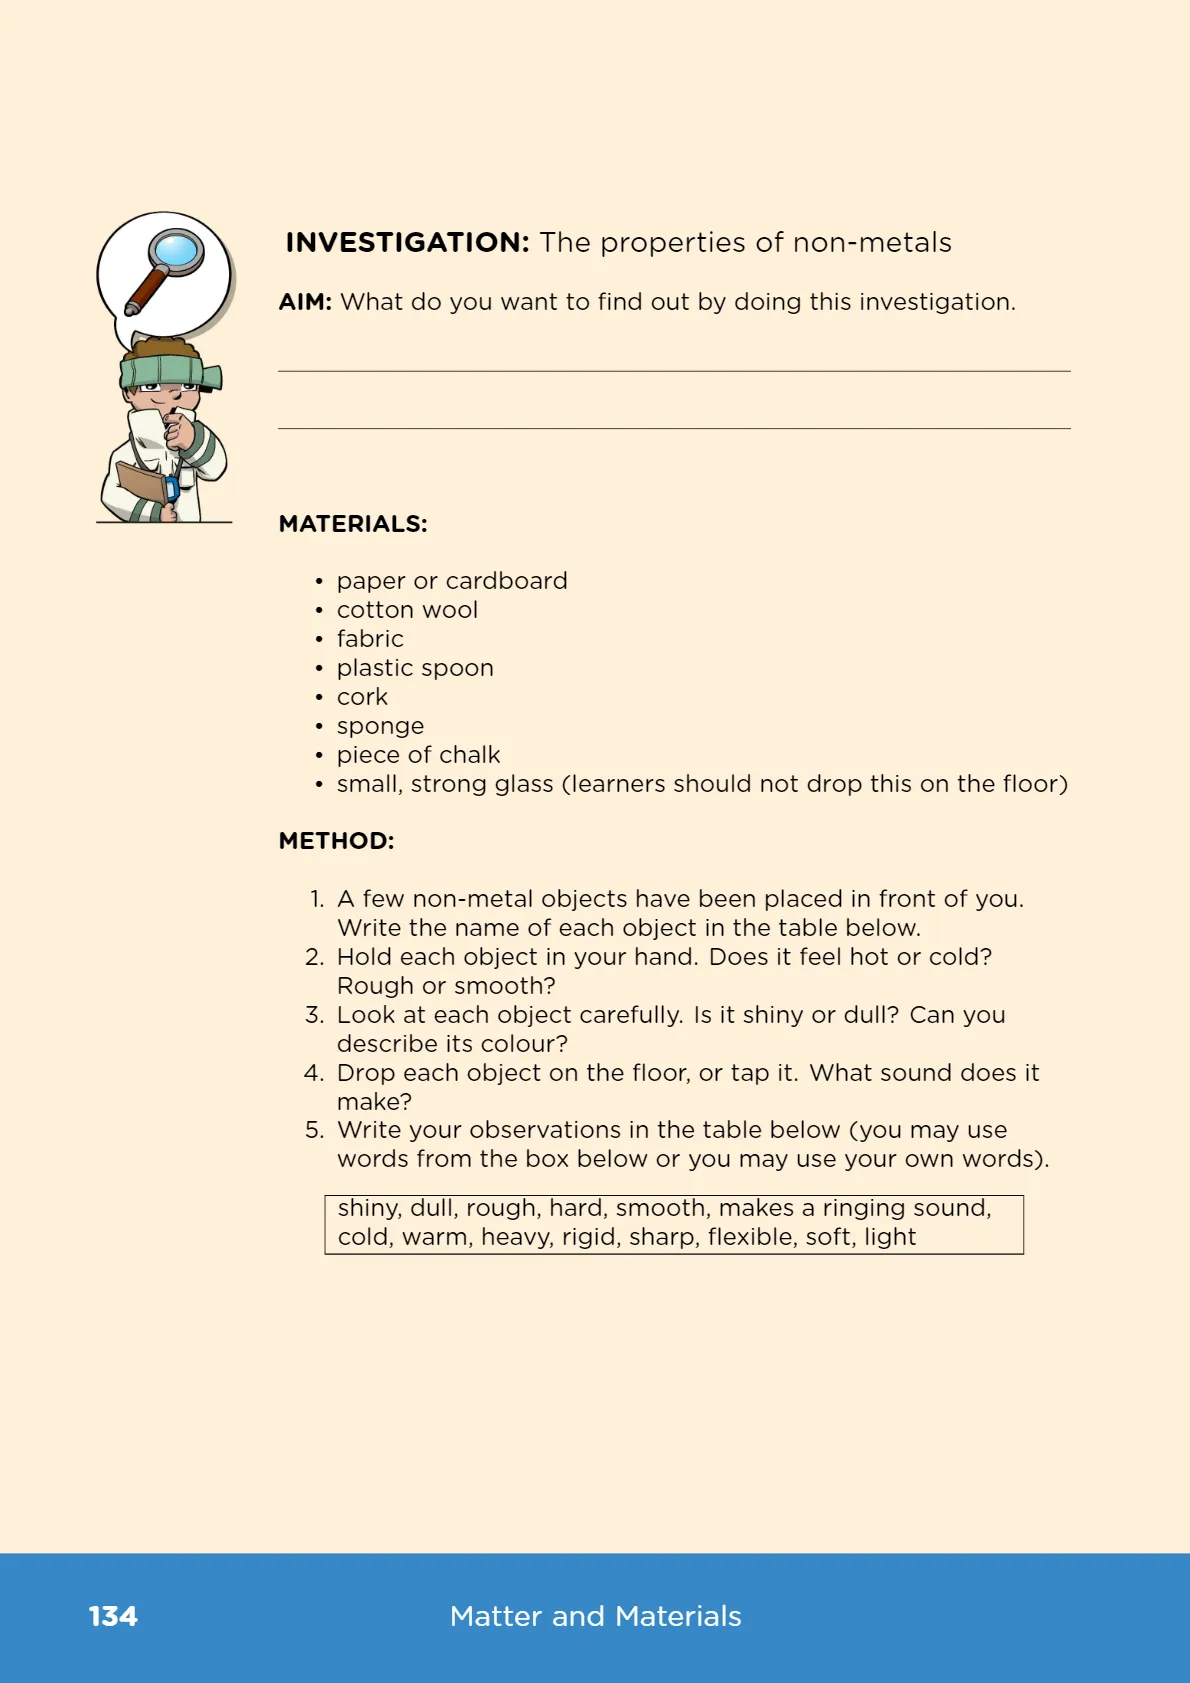 INVESTIGATION: The properties of non-metals
AIM: What do you want to find out by doing this investigation.
MATERIALS:
• paper or cardboard
• cotton wool
• fabric
• plastic spoon
• cork
• sponge
• piece of chalk
• small, strong glass (learners should not drop this on the floor)
METHOD:
1. A few non-metal objects have been placed in front of you.
Write the name of each object in the table below.
2. Hold each object in your hand. Does it feel hot or cold?
Rough or smooth?
3. Look at each object carefully. Is it shiny or dull? Can you
describe its colour?
4. Drop each object on the floor, or tap it. What sound does it
make?
5. Write your observations in the table below (you may use
words from the box below or you may use your own words).
shiny, dull, rough, hard, smooth, makes a ringing sound,
cold, warm, heavy, rigid, sharp, flexible, soft, light
134 Matter and Materials